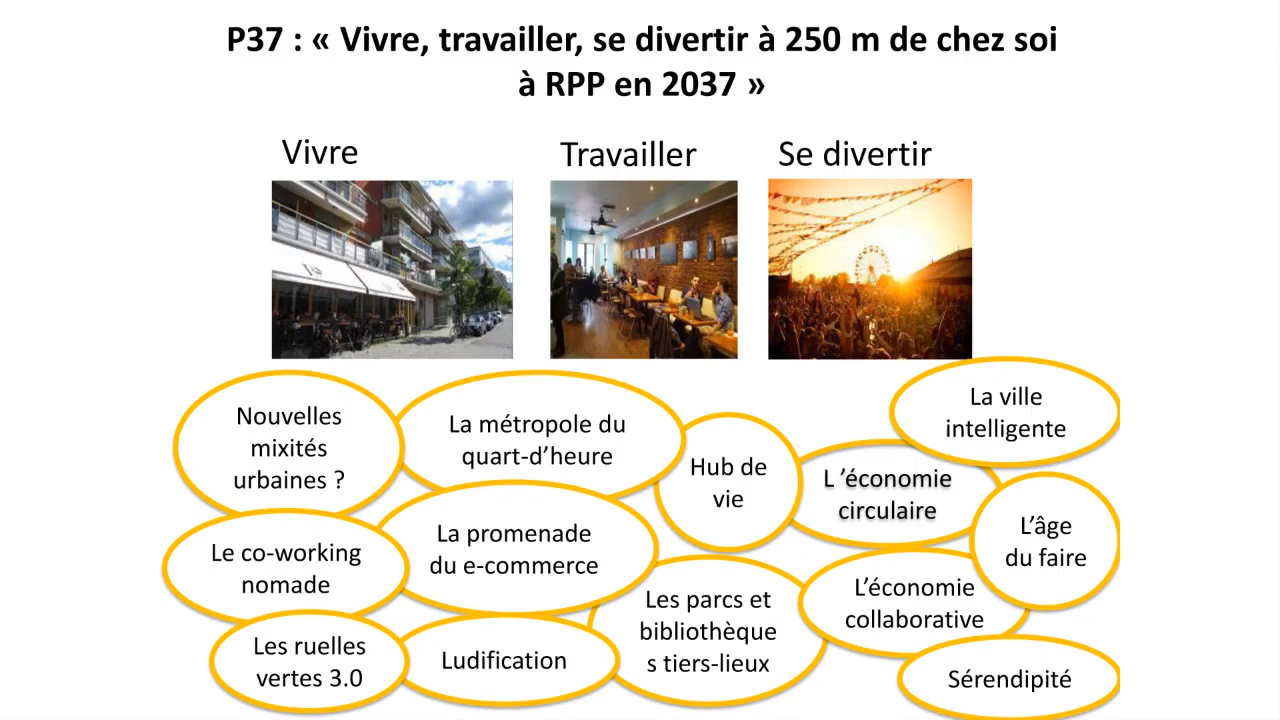 P37 : « Vivre, travailler, se divertir à 250 m de chez soi
à RPP en 2037 »
Vivre
Travailler
Se divertir
Nouvelles
mixités
urbaines ?
La métropole du
quart-d’heure
Hub de
vie
L ’économie
circulaire
La ville
intelligente
L’âge
du faire
Le co-working
nomade
La promenade
du e-commerce
Les parcs et
bibliothèque
s tiers-lieux
L’économie
collaborative
Les ruelles
vertes 3.0
Ludification
Sérendipité